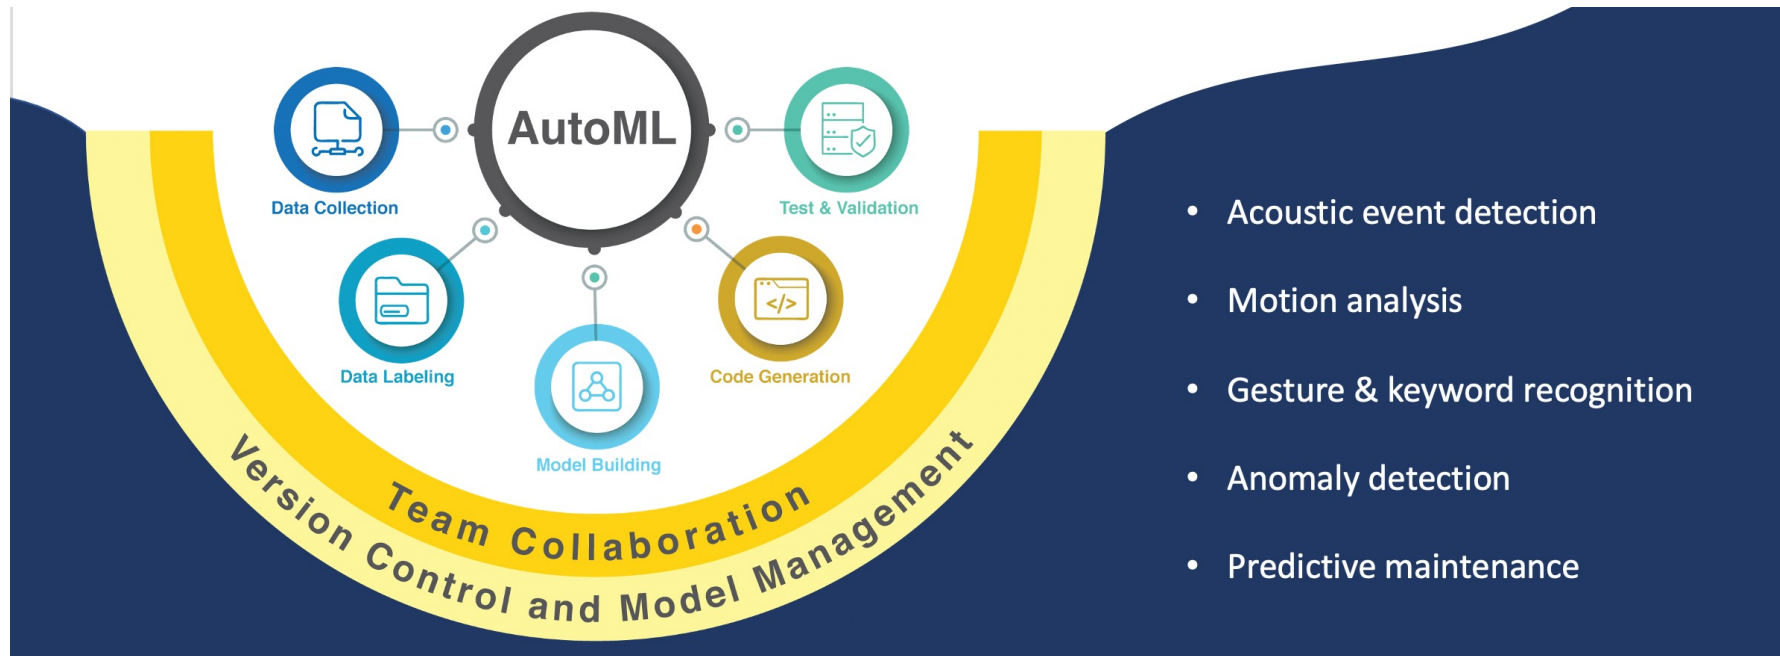 AutoML
Data Collection
Data Labeling
Model Building
Code Generation
Test & Validation
Team Collaboration
Version Control and Model Management
• Acoustic event detection
• Motion analysis
• Gesture & keyword recognition
• Anomaly detection
• Predictive maintenance